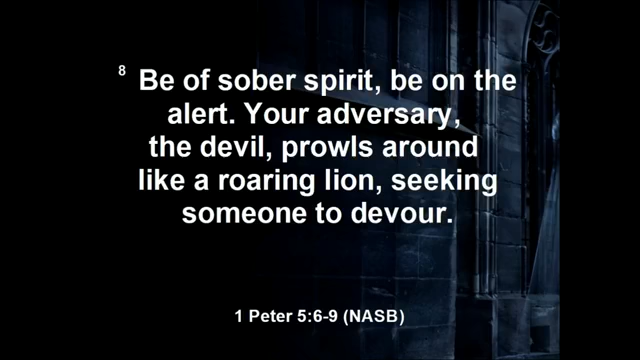 8 Be of sober spirit, be on the
alert. Your adversary,
the devil, prowls around
like a roaring lion, seeking
someone to devour.
1 Peter 5:6-9 (NASB)